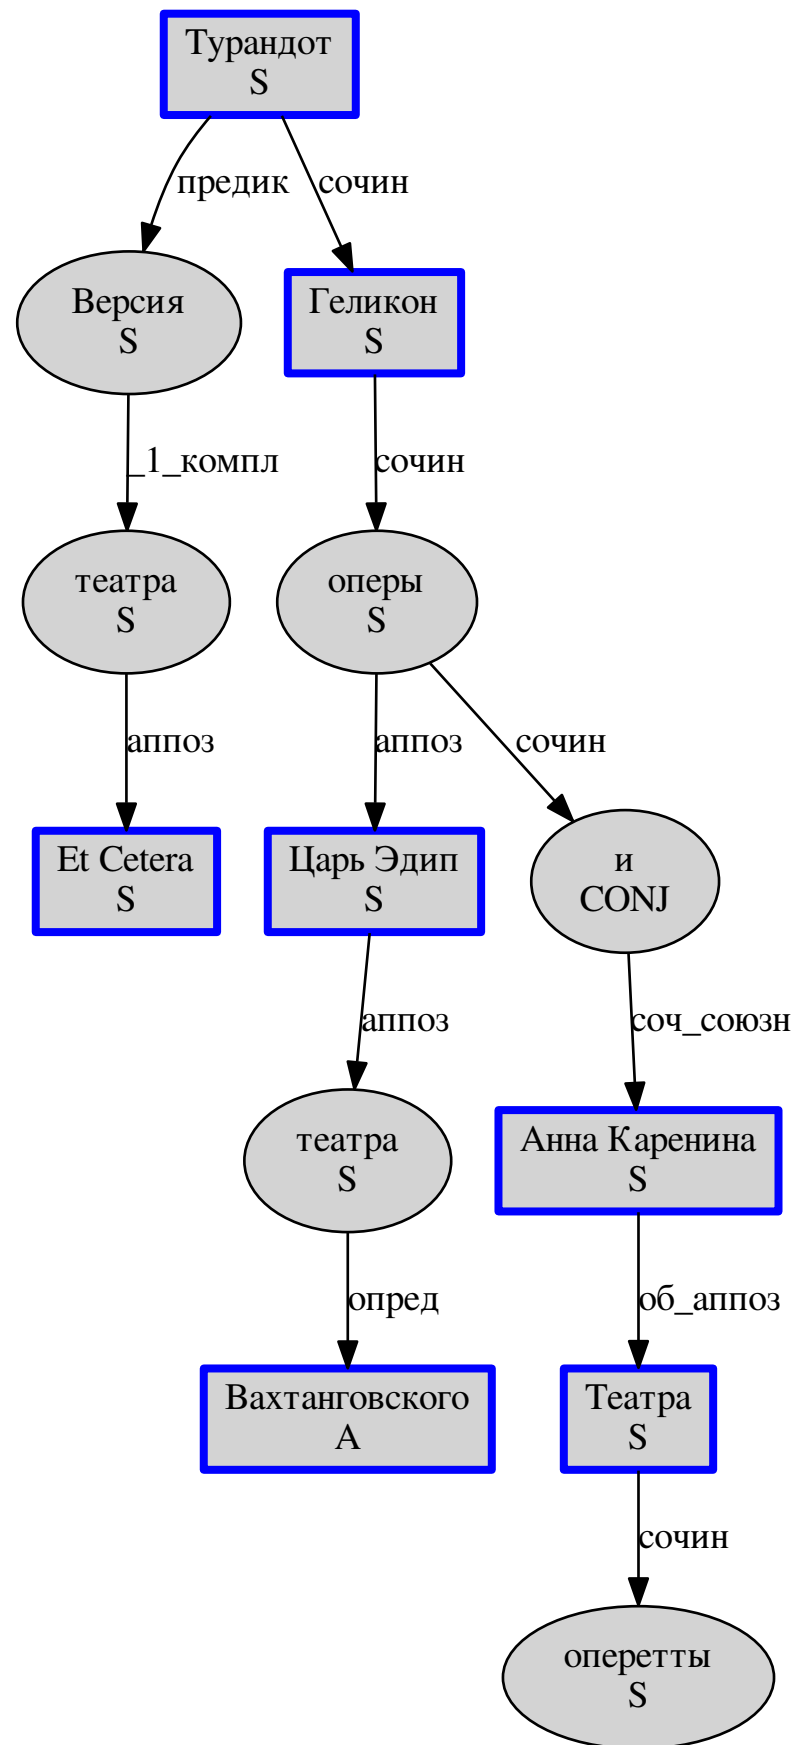 Турандот
S
предик
сочин
Версия
S
Геликон
S
_1_компл
сочин
театра
S
оперы
S
аппоз
аппоз
сочин
Et Cetera
S
Царь Эдип
S
и
CONJ
аппоз
соч_союзн
театра
S
Анна Каренина
S
опред
об_аппоз
Вахтанговского
A
Театра
S
сочин
оперетты
S